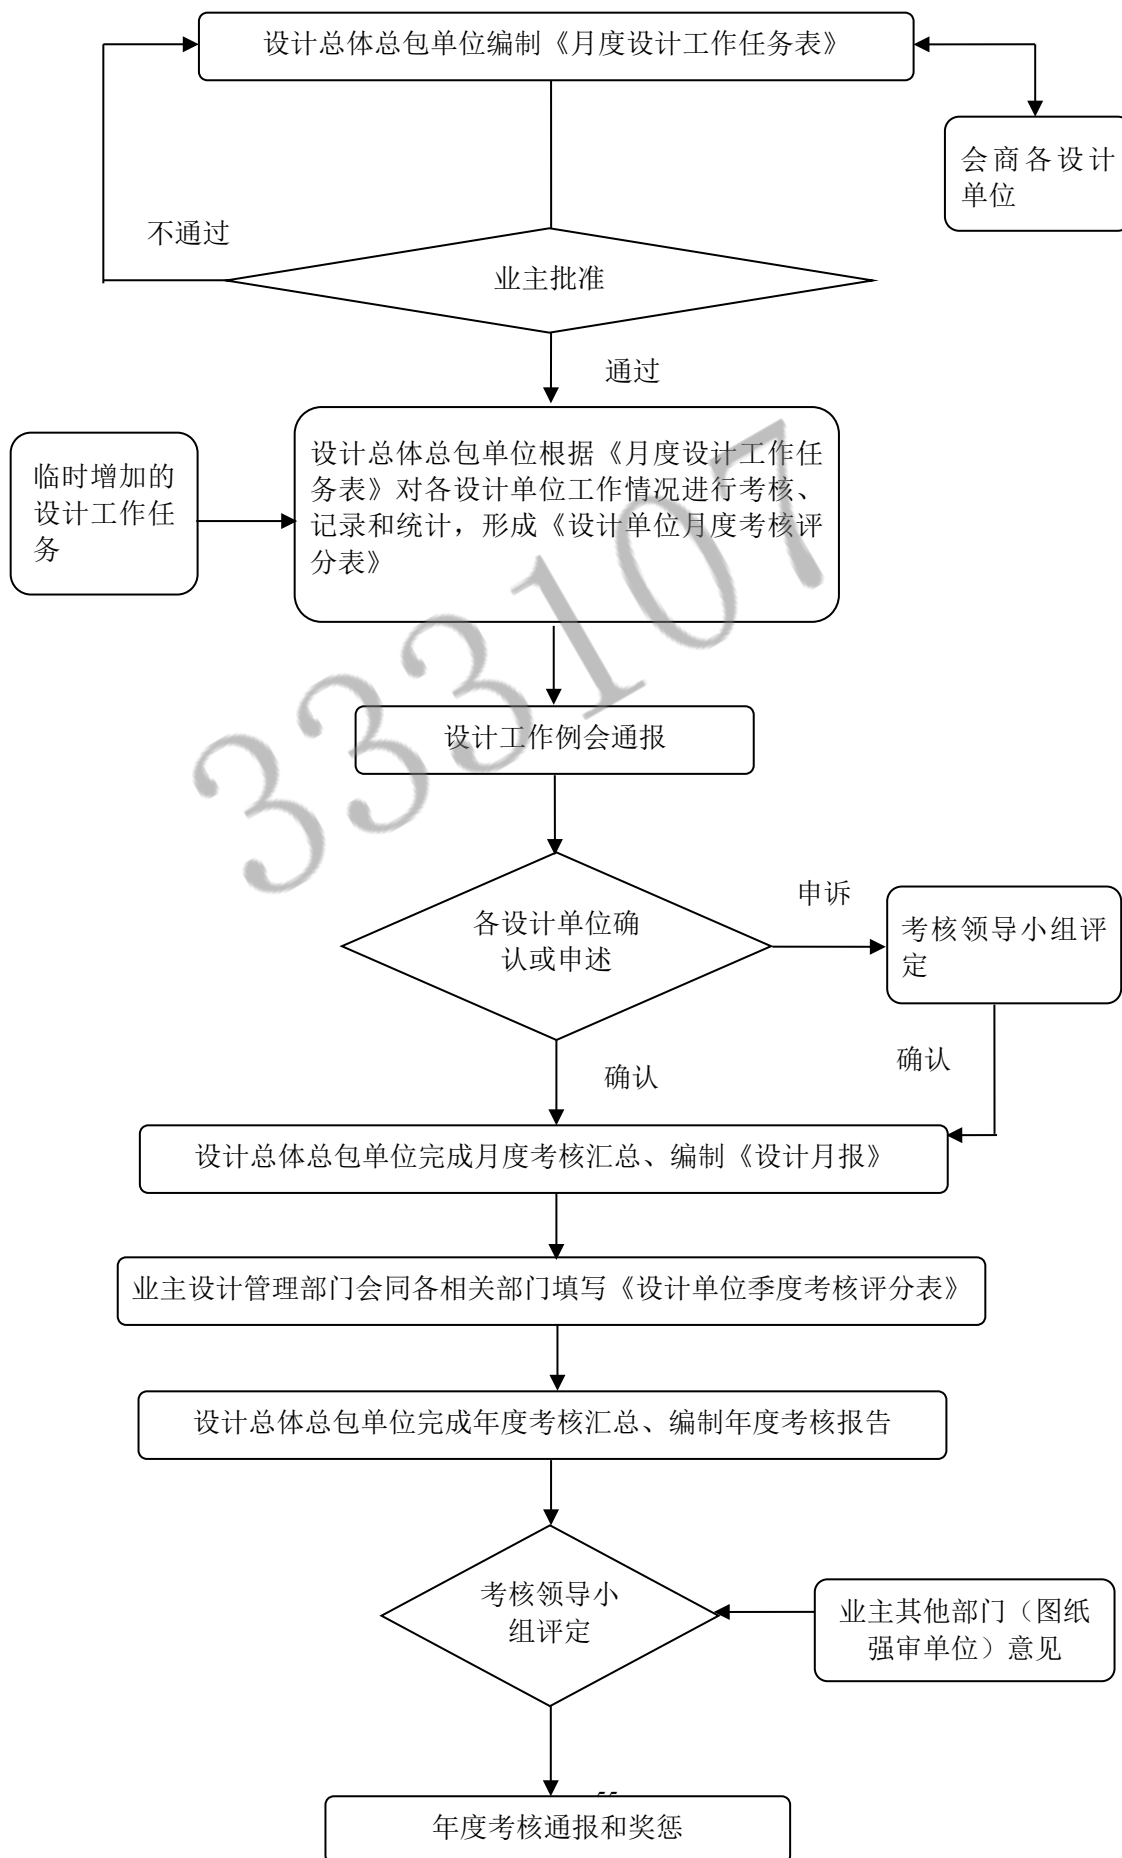 设计总体总包单位编制《月度设计工作任务表》
会商各设计
单位
不通过
业主批准
通过
临时增加的
设计工作任
务
设计总体总包单位根据《月度设计工作任
务表》对各设计单位工作情况进行考核、
记录和统计，形成《设计单位月度考核评
分表》
333107
设计工作例会通报
各设计单位确
认或申述
申诉
考核领导小组评
定
确认
确认
设计总体总包单位完成月度考核汇总、编制《设计月报》
业主设计管理部门会同各相关部门填写《设计单位季度考核评分表》
设计总体总包单位完成年度考核汇总、编制年度考核报告
考核领导小
组评定
业主其他部门（图纸
强审单位）意见
年度考核通报和奖惩